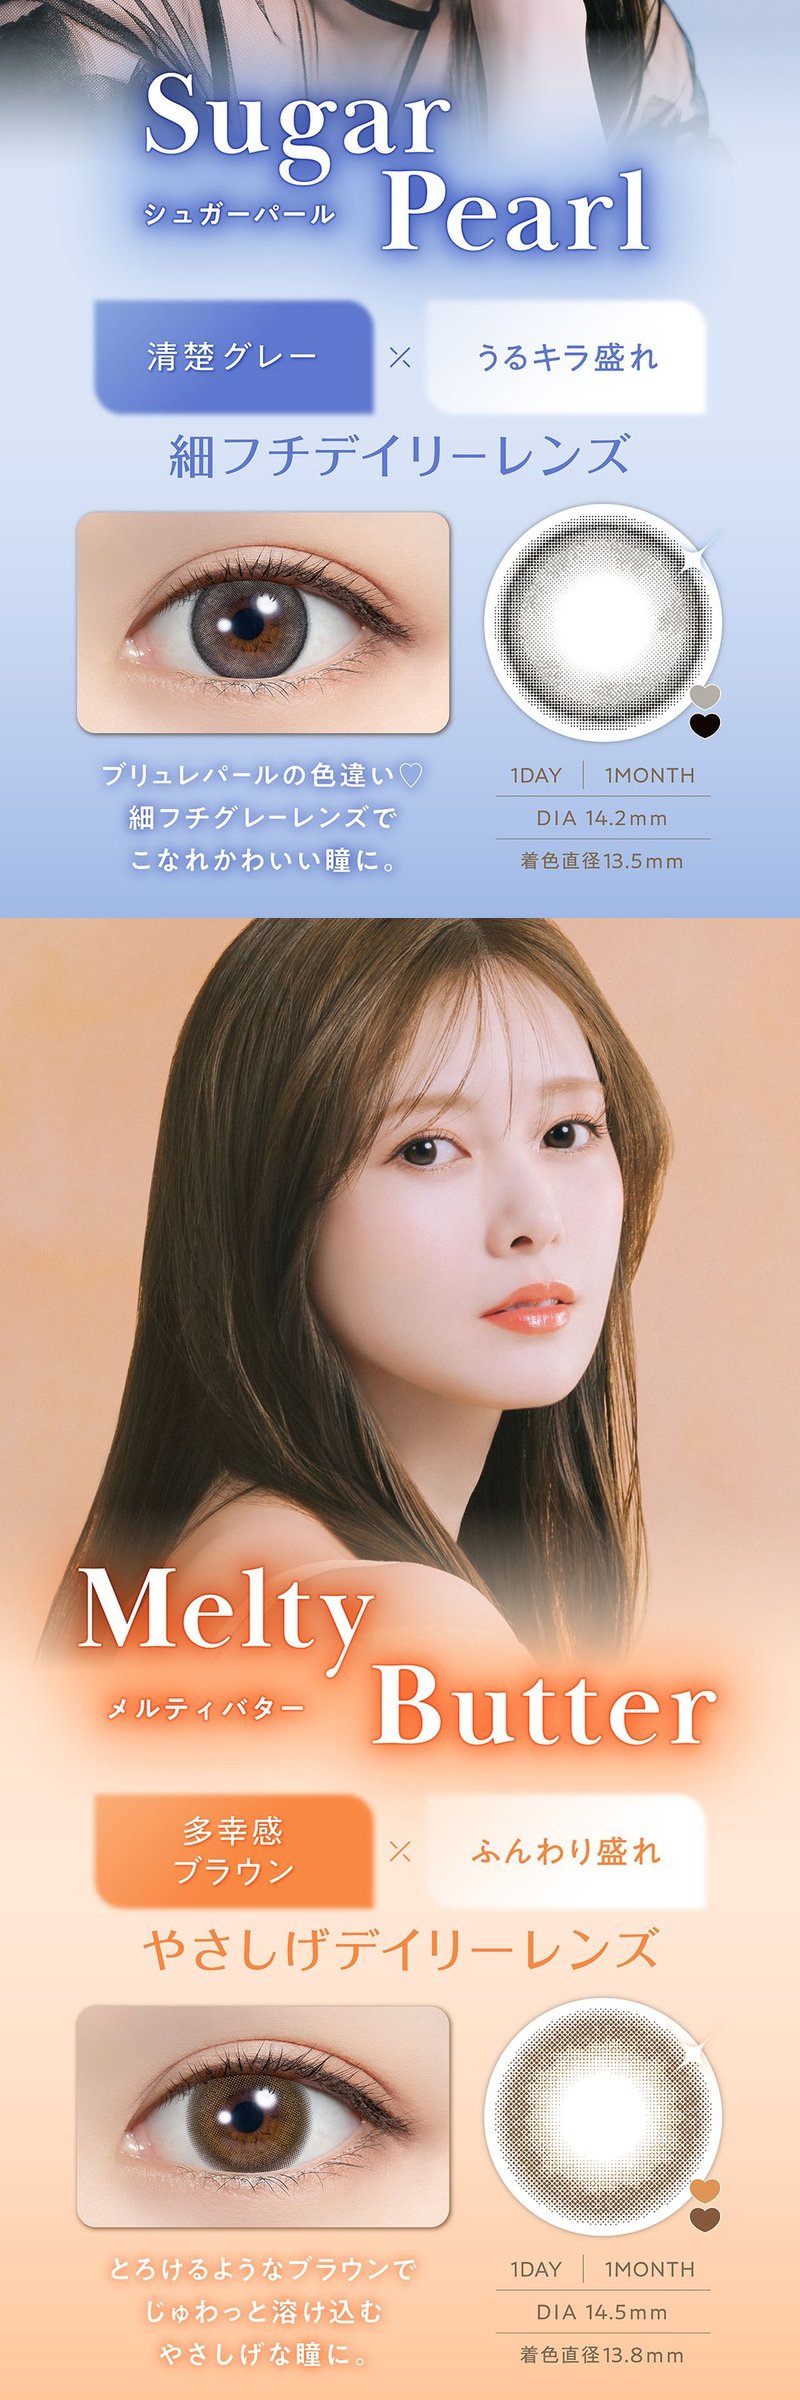 Sugar
Pearl
シュガーパール
清楚グレー × うるキラ盛れ
細フチデイリーレンズ
ブリュレパールの色違い♡
細フチグレーレンズで
こなれかわいい瞳に。
1DAY | 1MONTH
DIA 14.2mm
着色直径13.5mm
Melty
Butter
メルティバター
多幸感
ブラウン × ふんわり盛れ
やさしげデイリーレンズ
とろけるようなブラウンで
じゅわっと溶け込む
やさしげな瞳に。
1DAY | 1MONTH
DIA 14.5mm
着色直径13.8mm